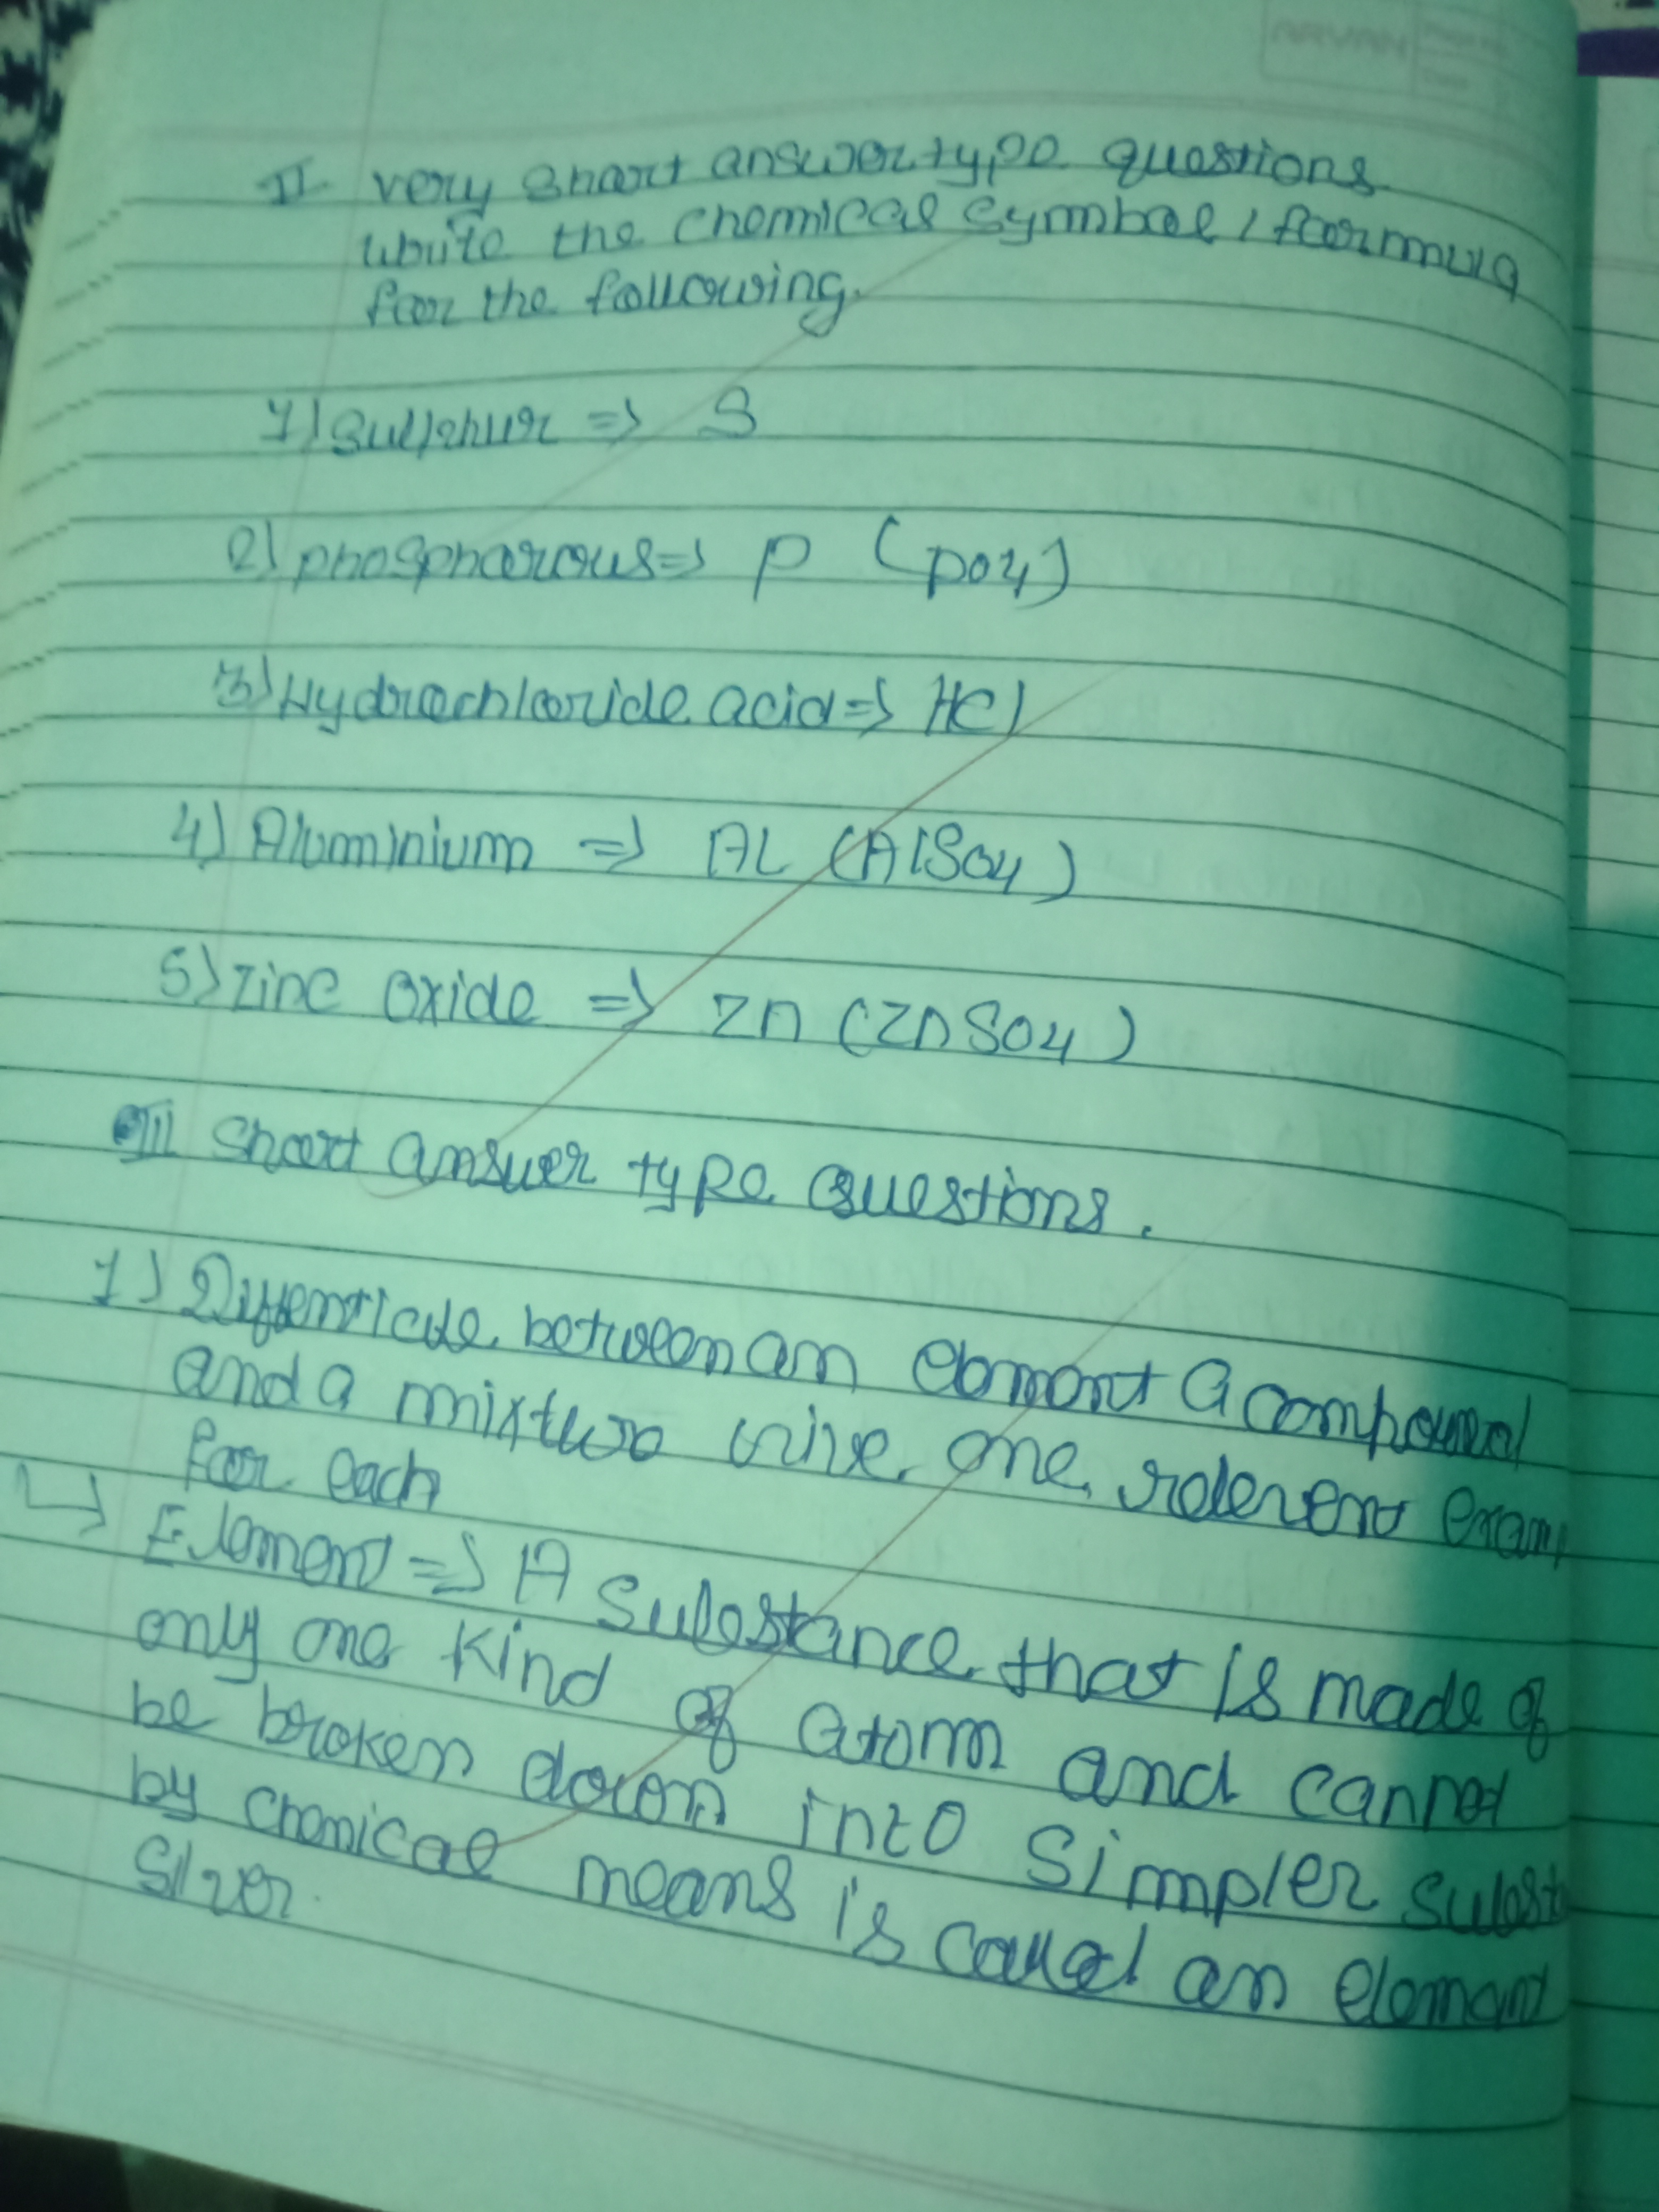 II very short answer type questions
write the chemical symbol / formula
for the following.
1) Sulphur => S
2) phosphorous => P (PO4)
3) Hydrochloride acid => HCl
4) Aluminium => AL (AlSO4)
5) Zinc oxide => Zn (ZnSO4)
III Short answer type questions.
1) between an element a compound
and a mixture Give one relevent exam
for each
Element => A Substance that is made of
only one kind of atom and cannot
be broken down into simpler subst
by chemical means is called an element
Silver.